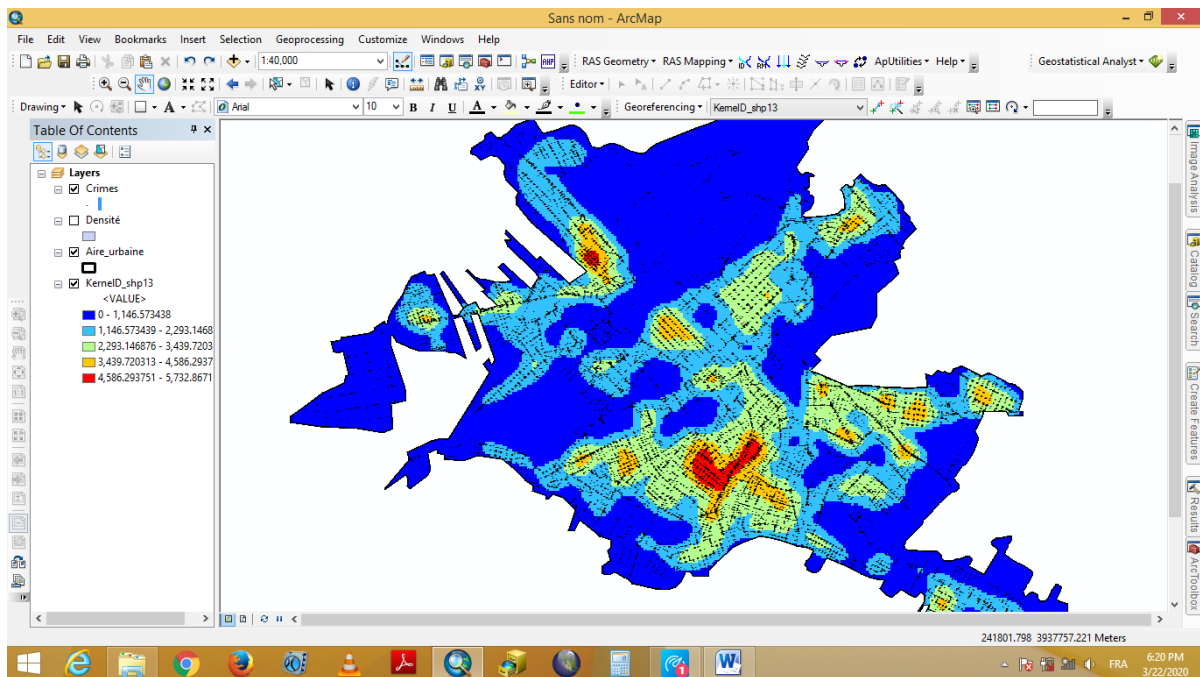 Sans nom - ArcMap
File Edit View Bookmarks Insert Selection Geoprocessing Customize Windows Help
1:40,000 RAS Geometry RAS Mapping ApUtilities Help Geostatistical Analyst
Editor
Drawing A Arial 10 B I U A Georeferencing KernelD_shp13
Table Of Contents
Layers
Crimes
Densité
Aire_urbaine
KernelD_shp13
<VALUE>
0 - 1,146.573438
1,146.573439 - 2,293.1468
2,293.146876 - 3,439.7203
3,439.720313 - 4,586.2937
4,586.293751 - 5,732.8671
Image Analysis
Catalog
Search
Create Features
Results
ArcToolbox
241801.798 3937757.221 Meters
FRA
6:20 PM
3/22/2020